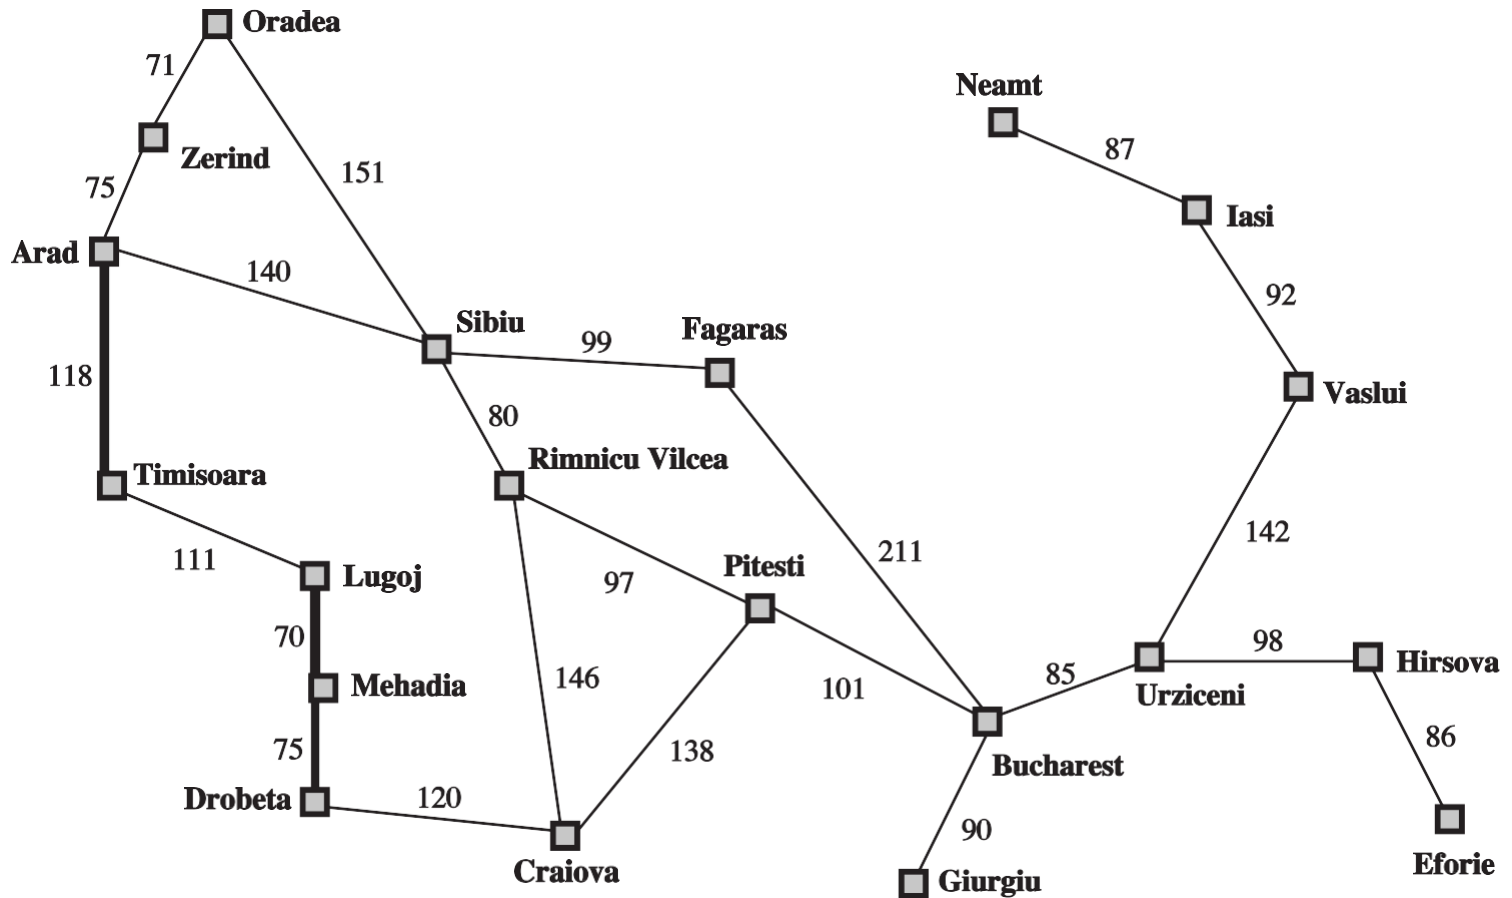 Oradea
71
Neamt
87
Zerind
151
75
Iasi
Arad
140
92
Sibiu
Fagaras
99
118
Vaslui
80
Rimnicu Vilcea
Timisoara
142
111
211
Pitesti
Lugoj
97
70
98
Hirsova
146
85
Mehadia
101
Urziceni
75
138
86
Bucharest
Drobeta
120
90
Craiova
Eforie
Giurgiu